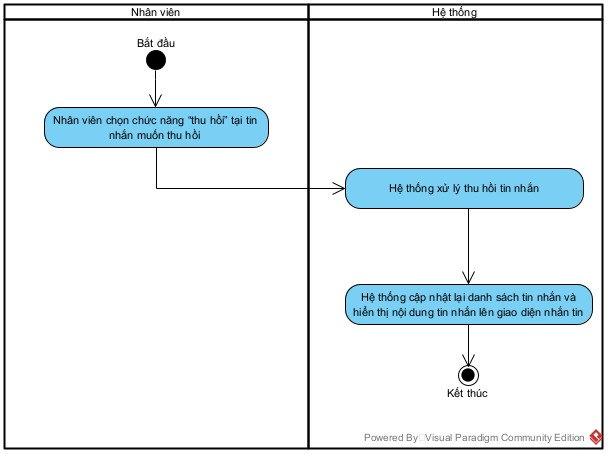 Nhân viên
Hệ thống
Bắt đầu
Nhân viên chọn chức năng "thu hồi" tại tin
nhắn muốn thu hồi
Hệ thống xử lý thu hồi tin nhắn
Hệ thống cập nhật lại danh sách tin nhắn và
hiển thị nội dung tin nhắn lên giao diện nhắn tin
Kết thúc
Powered By Visual Paradigm Community Edition